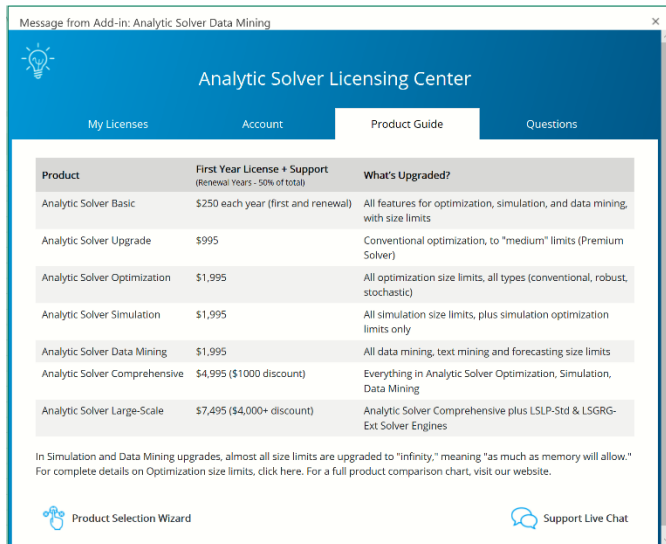 Message from Add-in: Analytic Solver Data Mining
Analytic Solver Licensing Center
My Licenses Account Product Guide Questions
Product First Year License + Support What's Upgraded?
(Renewal Years - 50% of total)
Analytic Solver Basic $250 each year (first and renewal) All features for optimization, simulation, and data mining,
with size limits
Analytic Solver Upgrade $995 Conventional optimization, to "medium" limits (Premium
Solver)
Analytic Solver Optimization $1,995 All optimization size limits, all types (conventional, robust,
stochastic)
Analytic Solver Simulation $1,995 All simulation size limits, plus simulation optimization
limits only
Analytic Solver Data Mining $1,995 All data mining, text mining and forecasting size limits
Analytic Solver Comprehensive $4,995 ($1000 discount) Everything in Analytic Solver Optimization, Simulation,
Data Mining
Analytic Solver Large-Scale $7,495 ($4,000+ discount) Analytic Solver Comprehensive plus LSLP-Std & LSGRG-
Ext Solver Engines
In Simulation and Data Mining upgrades, almost all size limits are upgraded to "infinity," meaning "as much as memory will allow."
For complete details on Optimization size limits, click here. For a full product comparison chart, visit our website.
Product Selection Wizard Support Live Chat